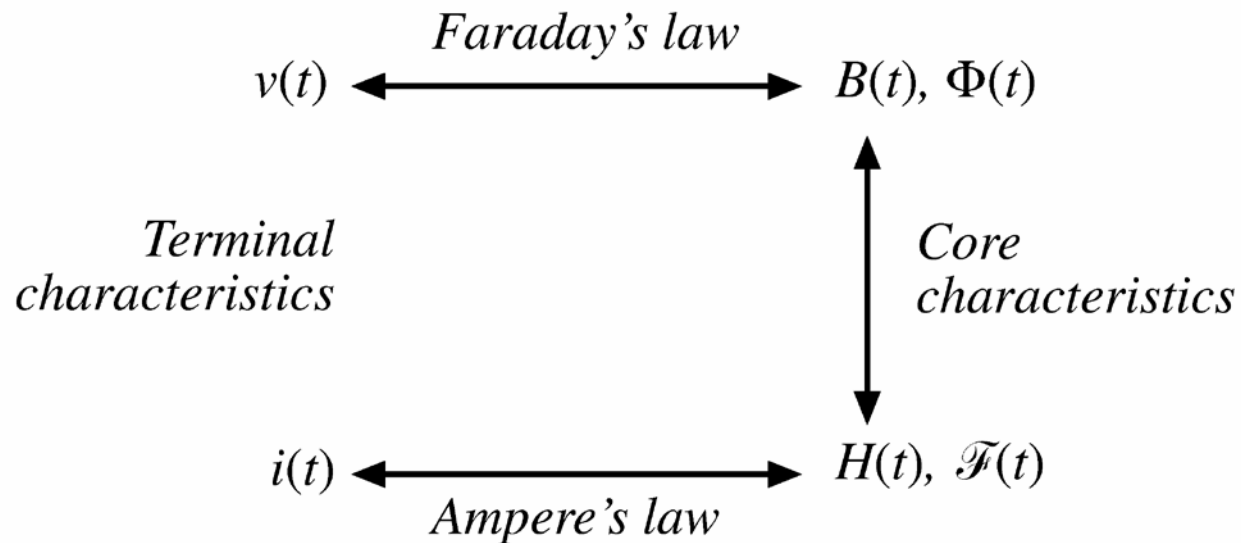 Faraday's law
v(t)
B(t), Φ(t)
Terminal
characteristics
Core
characteristics
i(t)
H(t), ℱ(t)
Ampere's law